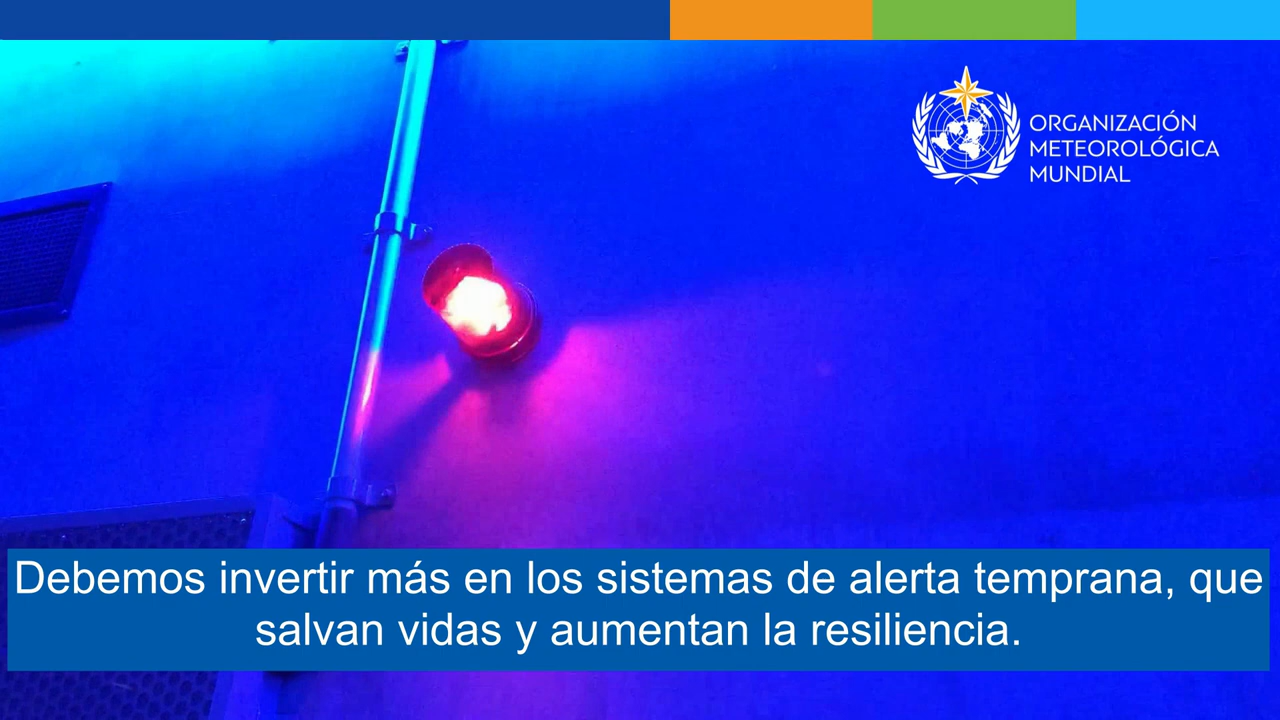 ORGANIZACIÓN
METEOROLÓGICA
MUNDIAL
Debemos invertir más en los sistemas de alerta temprana, que
salvan vidas y aumentan la resiliencia.